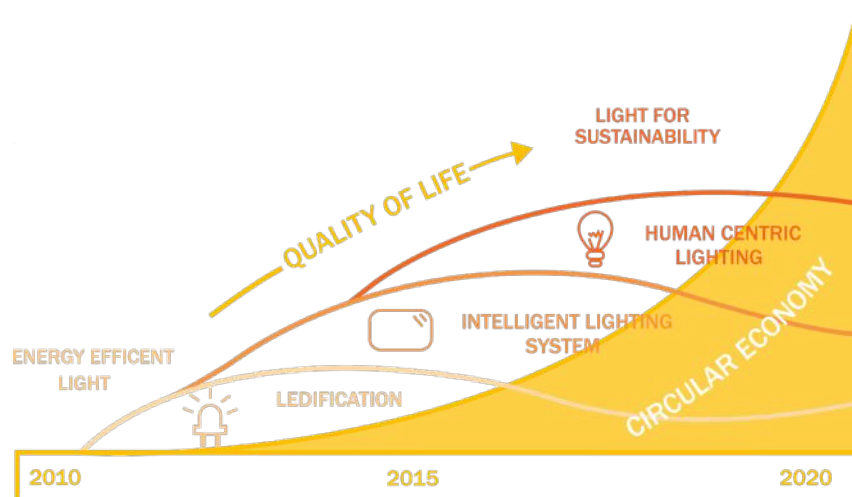 LIGHT FOR
SUSTAINABILITY
QUALITY OF LIFE
HUMAN CENTRIC
LIGHTING
INTELLIGENT LIGHTING
SYSTEM
ENERGY EFFICENT
LIGHT
LEDIFICATION
CIRCULAR ECONOMY
2010
2015
2020